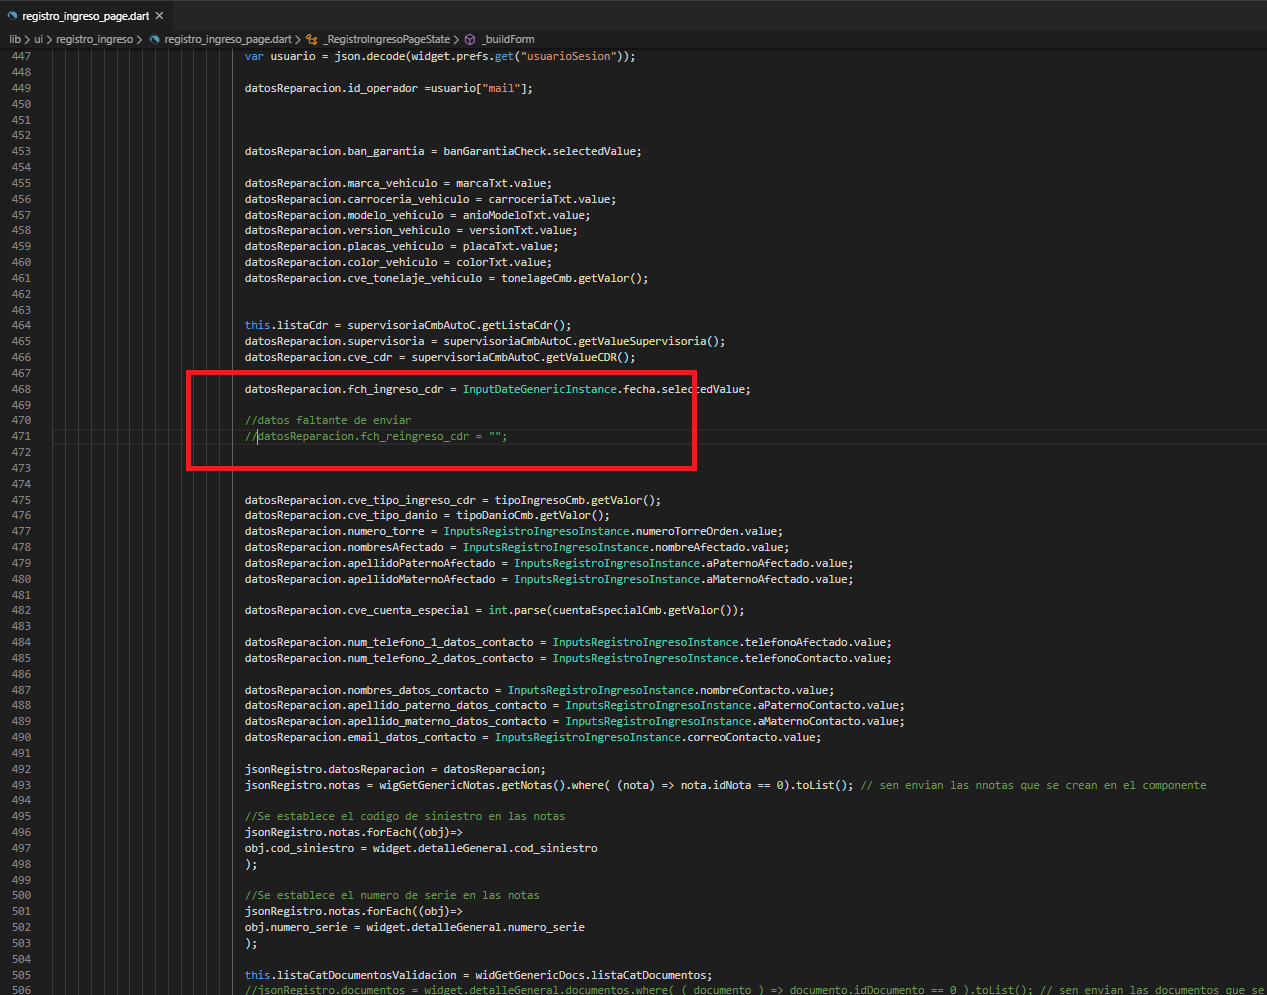 registro_ingreso_page.dart ×
lib > ui > registro_ingreso > registro_ingreso_page.dart > _RegistroIngresoPageState > _buildForm
447 var usuario = json.decode(widget.prefs.get("usuarioSesion"));
448
449 datosReparacion.id_operador =usuario["mail"];
450
451
452
453 datosReparacion.ban_garantia = banGarantiaCheck.selectedValue;
454
455 datosReparacion.marca_vehiculo = marcaTxt.value;
456 datosReparacion.carroceria_vehiculo = carroceriaTxt.value;
457 datosReparacion.modelo_vehiculo = anioModeloTxt.value;
458 datosReparacion.version_vehiculo = versionTxt.value;
459 datosReparacion.placas_vehiculo = placaTxt.value;
460 datosReparacion.color_vehiculo = colorTxt.value;
461 datosReparacion.cve_tonelaje_vehiculo = tonelageCmb.getValor();
462
463
464 this.listaCdr = supervisoriaCmbAutoC.getListaCdr();
465 datosReparacion.supervisoria = supervisoriaCmbAutoC.getValueSupervisoria();
466 datosReparacion.cve_cdr = supervisoriaCmbAutoC.getValueCDR();
467
468 datosReparacion.fch_ingreso_cdr = InputDateGenericInstance.fecha.selectedValue;
469
470 //datos faltante de enviar
471 //datosReparacion.fch_reingreso_cdr = "";
472
473
474
475 datosReparacion.cve_tipo_ingreso_cdr = tipoIngresoCmb.getValor();
476 datosReparacion.cve_tipo_danio = tipoDanioCmb.getValor();
477 datosReparacion.numero_torre = InputsRegistroIngresoInstance.numeroTorreOrden.value;
478 datosReparacion.nombresAfectado = InputsRegistroIngresoInstance.nombreAfectado.value;
479 datosReparacion.apellidoPaternoAfectado = InputsRegistroIngresoInstance.aPaternoAfectado.value;
480 datosReparacion.apellidoMaternoAfectado = InputsRegistroIngresoInstance.aMaternoAfectado.value;
481
482 datosReparacion.cve_cuenta_especial = int.parse(cuentaEspecialCmb.getValor());
483
484 datosReparacion.num_telefono_1_datos_contacto = InputsRegistroIngresoInstance.telefonoAfectado.value;
485 datosReparacion.num_telefono_2_datos_contacto = InputsRegistroIngresoInstance.telefonoContacto.value;
486
487 datosReparacion.nombres_datos_contacto = InputsRegistroIngresoInstance.nombreContacto.value;
488 datosReparacion.apellido_paterno_datos_contacto = InputsRegistroIngresoInstance.aPaternoContacto.value;
489 datosReparacion.apellido_materno_datos_contacto = InputsRegistroIngresoInstance.aMaternoContacto.value;
490 datosReparacion.email_datos_contacto = InputsRegistroIngresoInstance.correoContacto.value;
491
492 jsonRegistro.datosReparacion = datosReparacion;
493 jsonRegistro.notas = wigGetGenericNotas.getNotas().where( (nota) => nota.idNota == 0).toList(); // sen envian las nnotas que se crean en el componente
494
495 //Se establece el codigo de siniestro en las notas
496 jsonRegistro.notas.forEach((obj)=>
497 obj.cod_siniestro = widget.detalleGeneral.cod_siniestro
498 );
499
500 //Se establece el numero de serie en las notas
501 jsonRegistro.notas.forEach((obj)=>
502 obj.numero_serie = widget.detalleGeneral.numero_serie
503 );
504
505 this.listaCatDocumentosValidacion = widGetGenericDocs.listaCatDocumentos;
506 //jsonRegistro.documentos = widget.detalleGeneral.documentos.where( ( documento ) => documento.idDocumento == 0 ).toList(); // sen envian las documentos que se